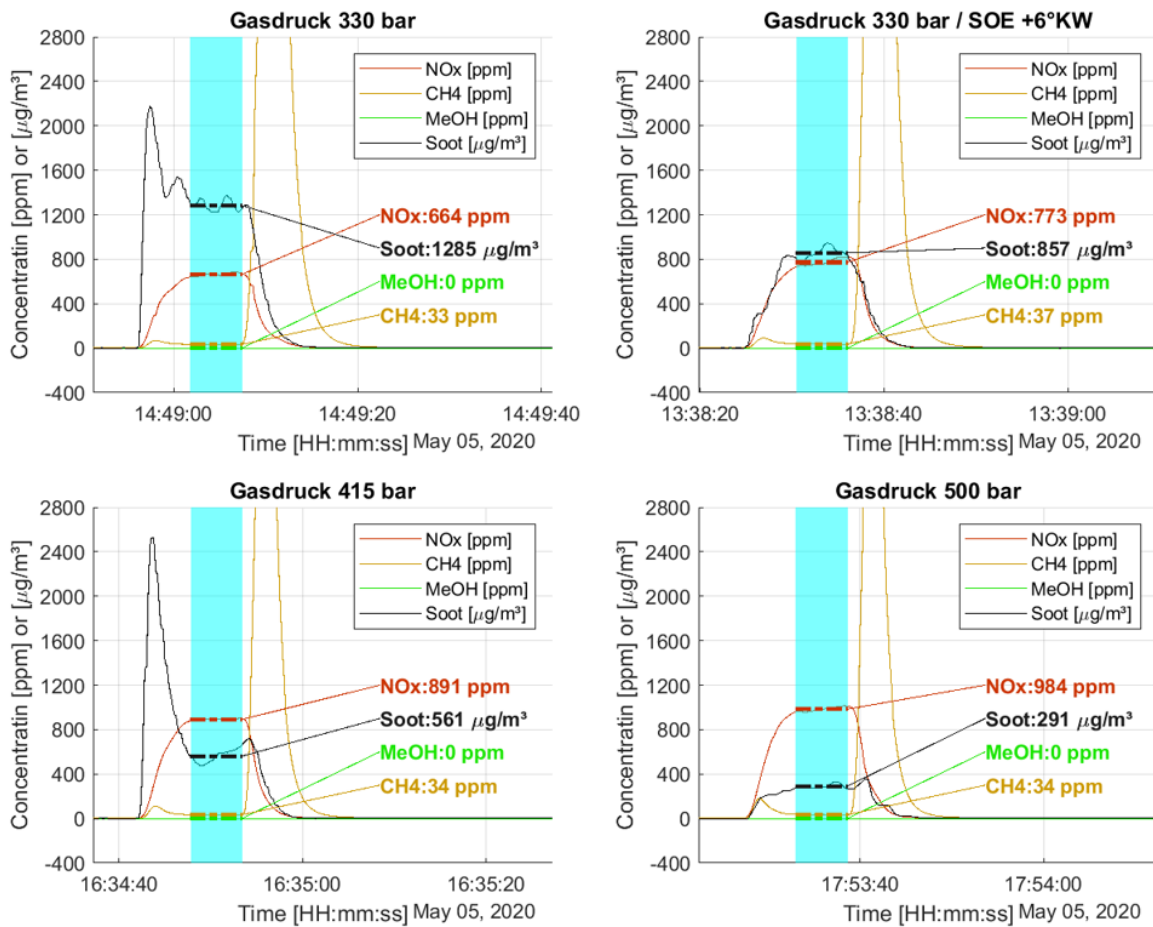 Gasdruck 330 bar
2800
2400
2000
1600
1200
800
400
0
-400
Concentratin [ppm] or [μg/m³]
NOx [ppm]
CH4 [ppm]
MeOH [ppm]
Soot [μg/m³]
NOx:664 ppm
Soot:1285 μg/m³
MeOH:0 ppm
CH4:33 ppm
14:49:00
14:49:20
14:49:40
Time [HH:mm:ss]
May 05, 2020
Gasdruck 330 bar / SOE +6°KW
2800
2400
2000
1600
1200
800
400
0
-400
Concentratin [ppm] or [μg/m³]
NOx [ppm]
CH4 [ppm]
MeOH [ppm]
Soot [μg/m³]
NOx:773 ppm
Soot:857 μg/m³
MeOH:0 ppm
CH4:37 ppm
13:38:20
13:38:40
13:39:00
Time [HH:mm:ss]
May 05, 2020
Gasdruck 415 bar
2800
2400
2000
1600
1200
800
400
0
-400
Concentratin [ppm] or [μg/m³]
NOx [ppm]
CH4 [ppm]
MeOH [ppm]
Soot [μg/m³]
NOx:891 ppm
Soot:561 μg/m³
MeOH:0 ppm
CH4:34 ppm
16:34:40
16:35:00
16:35:20
Time [HH:mm:ss]
May 05, 2020
Gasdruck 500 bar
2800
2400
2000
1600
1200
800
400
0
-400
Concentratin [ppm] or [μg/m³]
NOx [ppm]
CH4 [ppm]
MeOH [ppm]
Soot [μg/m³]
NOx:984 ppm
Soot:291 μg/m³
MeOH:0 ppm
CH4:34 ppm
17:53:40
17:54:00
Time [HH:mm:ss]
May 05, 2020